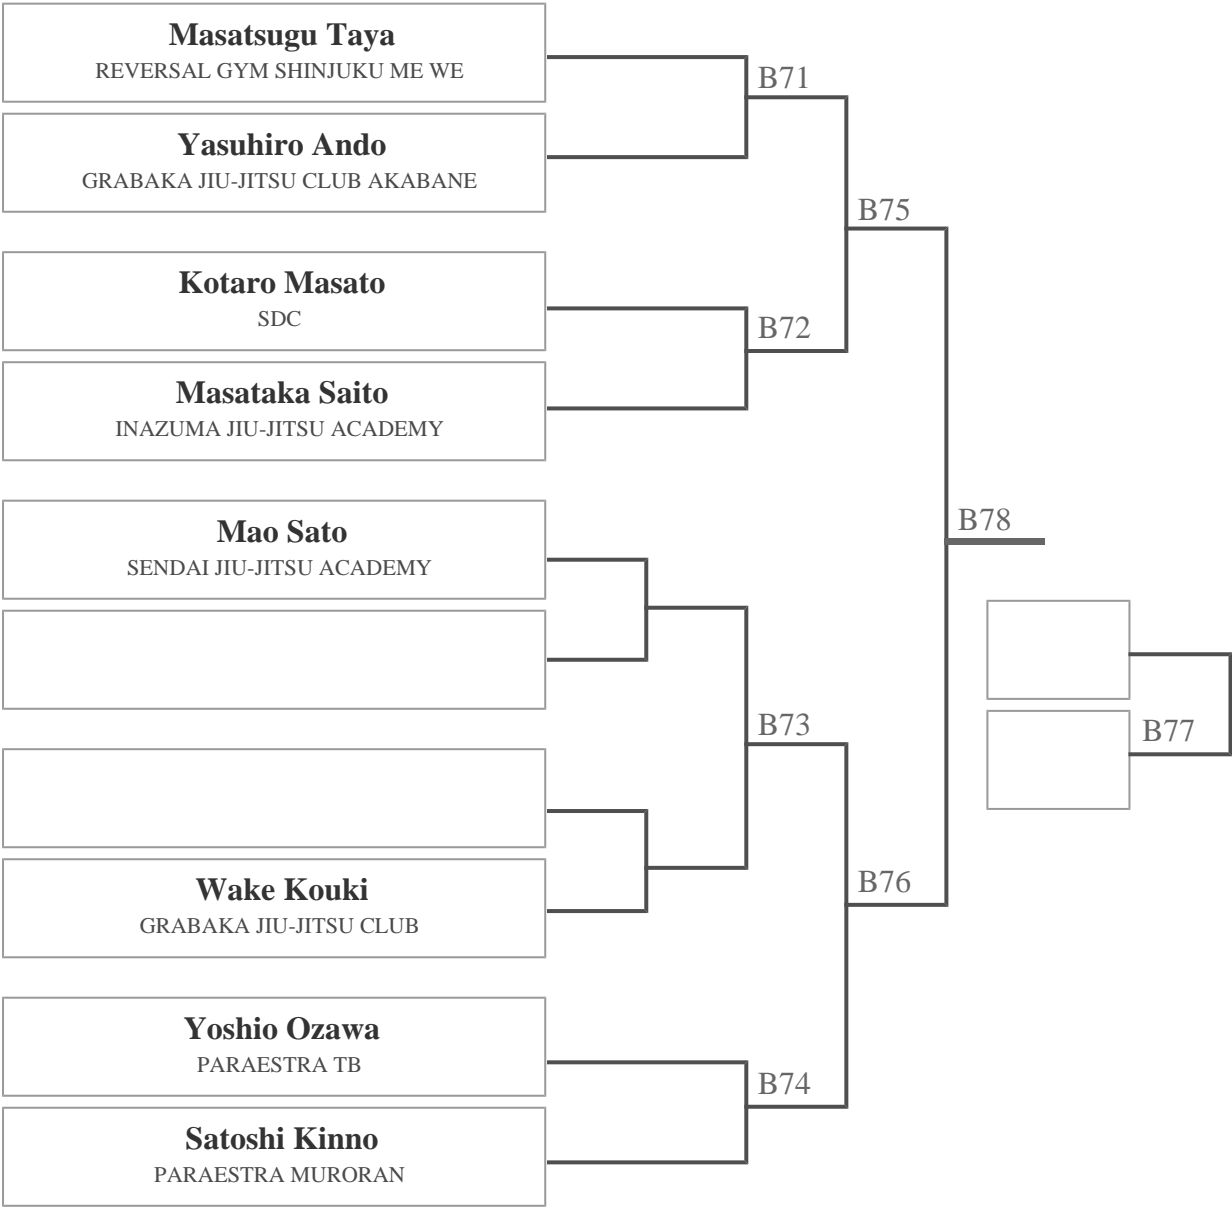 Masatsugu Taya
REVERSAL GYM SHINJUKU ME WE
B71
Yasuhiro Ando
GRABAKA JIU-JITSU CLUB AKABANE
B75
Kotaro Masato
SDC
B72
Masataka Saito
INAZUMA JIU-JITSU ACADEMY
Mao Sato
SENDAI JIU-JITSU ACADEMY
B78
B73
B77
Wake Kouki
GRABAKA JIU-JITSU CLUB
B76
Yoshio Ozawa
PARAESTRA TB
B74
Satoshi Kinno
PARAESTRA MURORAN